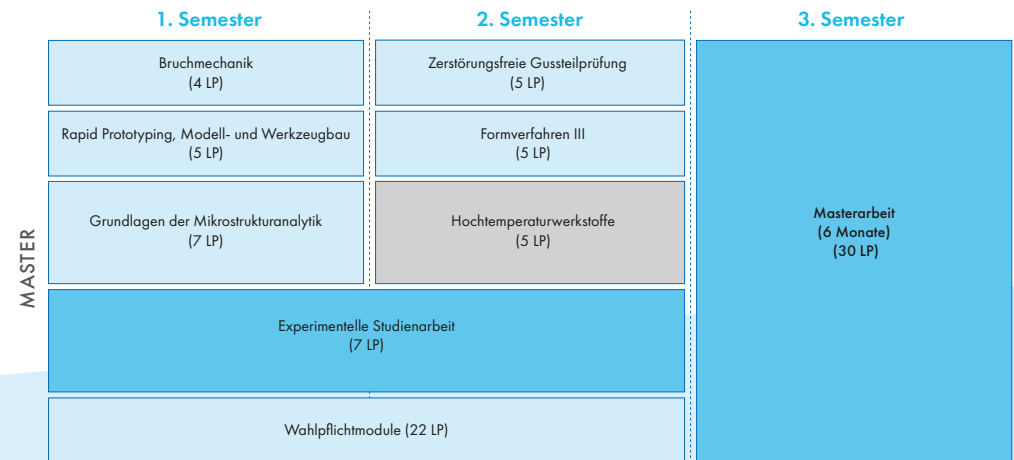 1. Semester
2. Semester
3. Semester
MASTER
Bruchmechanik
(4 LP)
Zerstörungsfreie Gussteilprüfung
(5 LP)
Rapid Prototyping, Modell- und Werkzeugbau
(5 LP)
Formverfahren III
(5 LP)
Grundlagen der Mikrostrukturanalytik
(7 LP)
Hochtemperaturwerkstoffe
(5 LP)
Masterarbeit
(6 Monate)
(30 LP)
Experimentelle Studienarbeit
(7 LP)
Wahlpflichtmodule (22 LP)